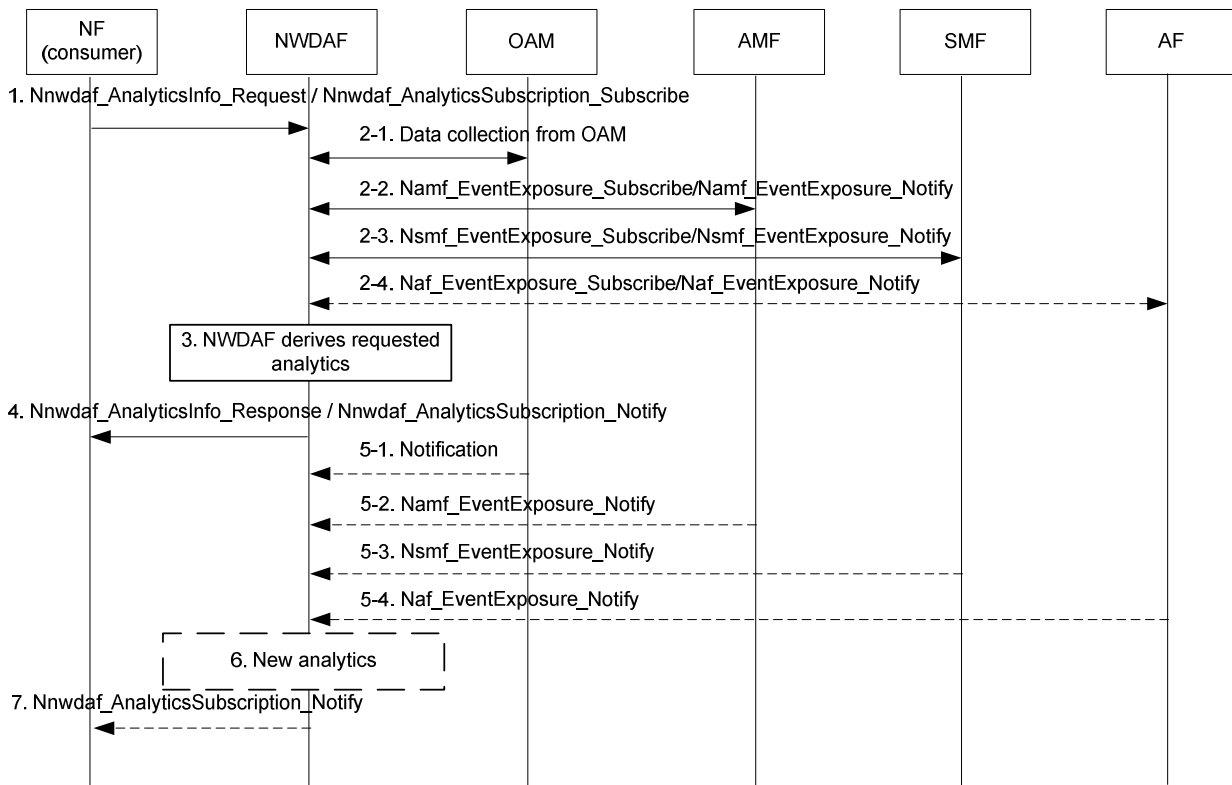 NF
(consumer)
NWDAF
OAM
AMF
SMF
AF
1. Nnwdaf_AnalyticsInfo_Request / Nnwdaf_AnalyticsSubscription_Subscribe
2-1. Data collection from OAM
2-2. Namf_EventExposure_Subscribe/Namf_EventExposure_Notify
2-3. Nsmf_EventExposure_Subscribe/Nsmf_EventExposure_Notify
2-4. Naf_EventExposure_Subscribe/Naf_EventExposure_Notify
3. NWDAF derives requested
analytics
4. Nnwdaf_AnalyticsInfo_Response / Nnwdaf_AnalyticsSubscription_Notify
5-1. Notification
5-2. Namf_EventExposure_Notify
5-3. Nsmf_EventExposure_Notify
5-4. Naf_EventExposure_Notify
6. New analytics
7. Nnwdaf_AnalyticsSubscription_Notify